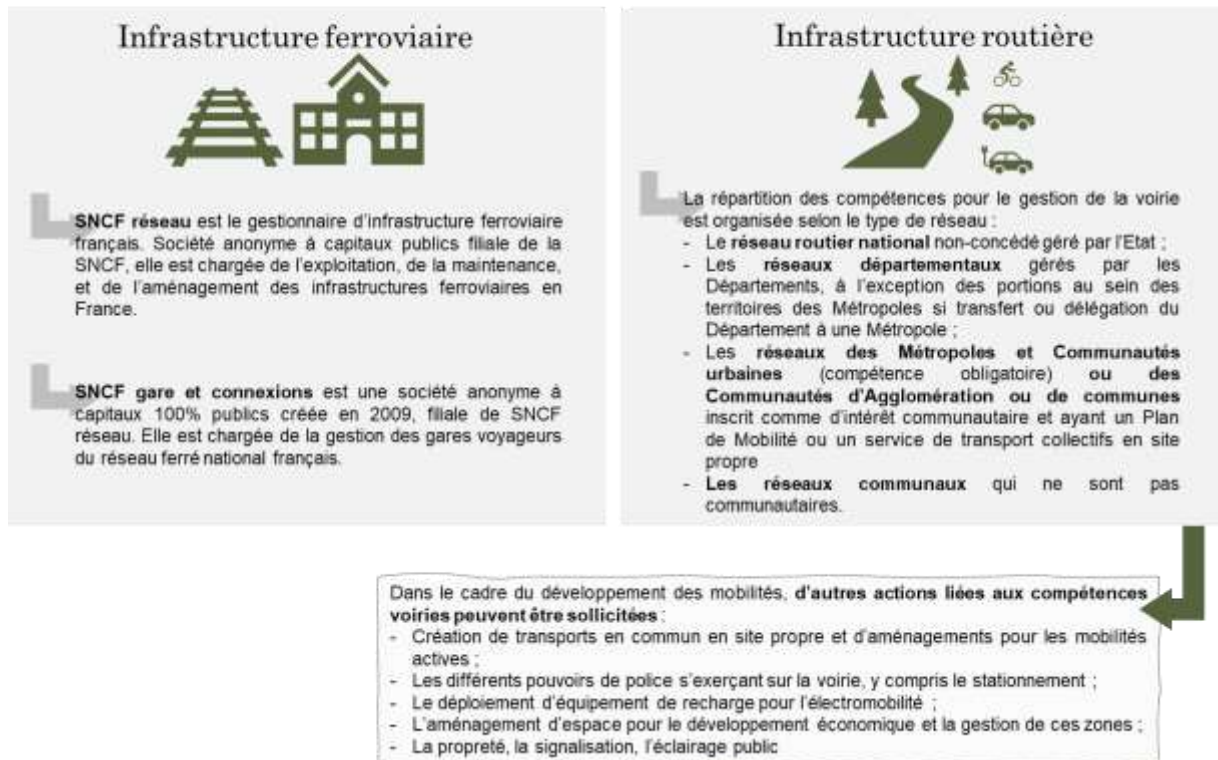 Infrastructure ferroviaire
SNCF réseau est le gestionnaire d'infrastructure ferroviaire
français. Société anonyme à capitaux publics filiale de la
SNCF, elle est chargée de l'exploitation, de la maintenance,
et de l'aménagement des infrastructures ferroviaires en
France.
SNCF gare et connexions est une société anonyme à
capitaux 100% publics créée en 2009, filiale de SNCF
réseau. Elle est chargée de la gestion des gares voyageurs
du réseau ferré national français.
Infrastructure routière
La répartition des compétences pour le gestion de la voirie
est organisée selon le type de réseau :
- Le réseau routier national non-concédé géré par l'Etat ;
- Les réseaux départementaux gérés par les
Départements, à l'exception des portions au sein des
territoires des Métropoles si transfert ou délégation du
Département à une Métropole ;
- Les réseaux des Métropoles et Communautés
urbaines (compétence obligatoire) ou des
Communautés d'Agglomération ou de communes
inscrit comme d'intérêt communautaire et ayant un Plan
de Mobilité ou un service de transport collectifs en site
propre
- Les réseaux communaux qui ne sont pas
communautaires.
Dans le cadre du développement des mobilités, d'autres actions liées aux compétences
voiries peuvent être sollicitées :
- Création de transports en commun en site propre et d'aménagements pour les mobilités
actives ;
- Les différents pouvoirs de police s'exerçant sur la voirie, y compris le stationnement ;
- Le déploiement d'équipement de recharge pour l'électromobilité ;
- L'aménagement d'espace pour le développement économique et la gestion de ces zones ;
- La propreté, la signalisation, l'éclairage public